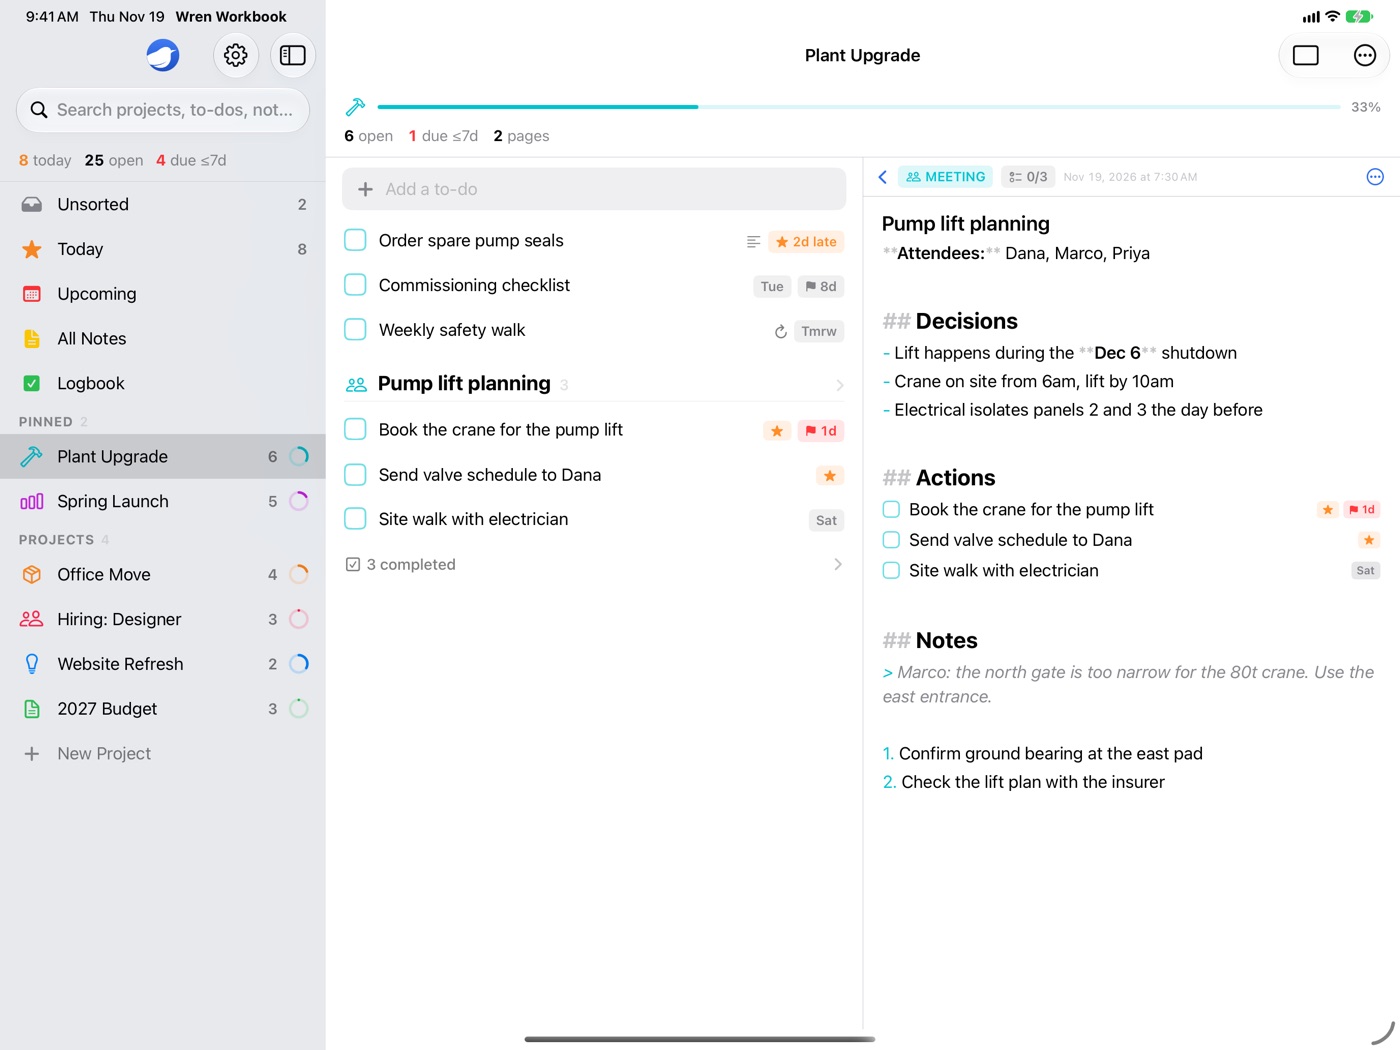 9:41 AM Thu Nov 19 Wren Workbook
Search projects, to-dos, not...
8 today 25 open 4 due ≤7d
Unsorted 2
Today 8
Upcoming
All Notes
Logbook
PINNED 2
Plant Upgrade 6
Spring Launch 5
PROJECTS 4
Office Move 4
Hiring: Designer 3
Website Refresh 2
2027 Budget 3
New Project
Plant Upgrade
33%
6 open 1 due ≤7d 2 pages
Add a to-do
Order spare pump seals 2d late
Commissioning checklist Tue 8d
Weekly safety walk Tmrw
Pump lift planning 3
Book the crane for the pump lift 1d
Send valve schedule to Dana
Site walk with electrician Sat
3 completed
MEETING 0/3 Nov 19, 2026 at 7:30 AM
Pump lift planning
**Attendees:** Dana, Marco, Priya
## Decisions
- Lift happens during the **Dec 6** shutdown
- Crane on site from 6am, lift by 10am
- Electrical isolates panels 2 and 3 the day before
## Actions
Book the crane for the pump lift 1d
Send valve schedule to Dana
Site walk with electrician Sat
## Notes
> Marco: the north gate is too narrow for the 80t crane. Use the
east entrance.
1. Confirm ground bearing at the east pad
2. Check the lift plan with the insurer